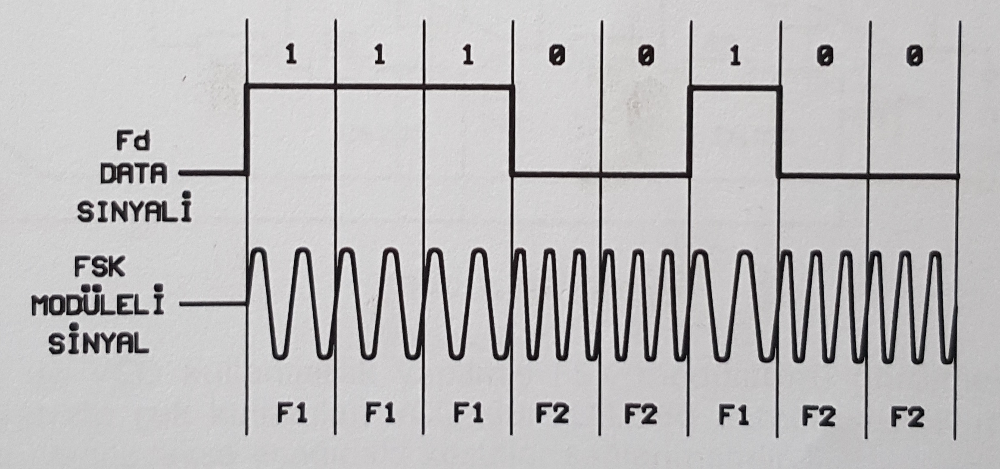 1 1 1 0 0 1 0 0
Fd
DATA
SINYALİ
FSK
MODÜLELİ
SİNYAL
F1 F1 F1 F2 F2 F1 F2 F2